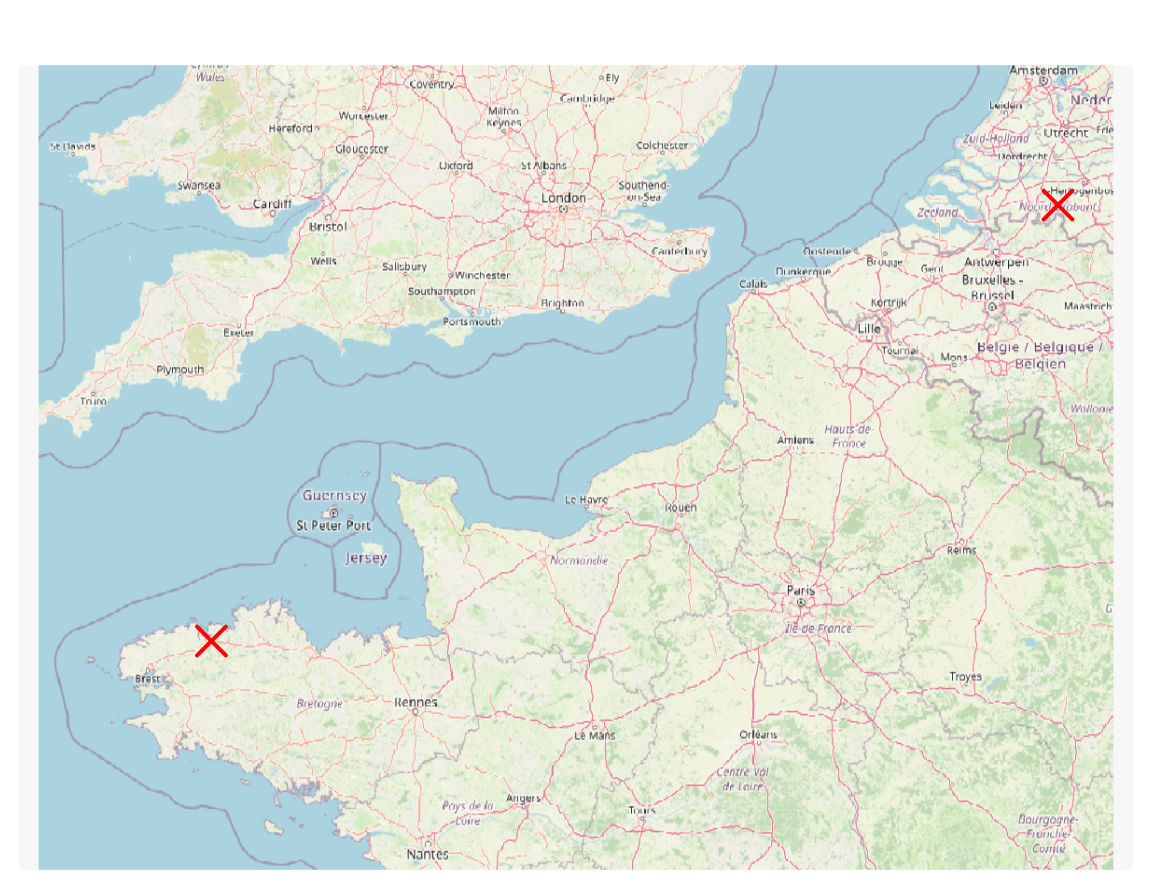 Wales
Coventry
Ely
Amsterdam
Milton
Keynes
Cambridge
Leiden
Neder
Worcester
Hereford
Zuid-Holland
Utrecht
Ede
St Davids
Gloucester
Colchester
Oxford
St Albans
Dordrecht
Swansea
Southend-
on-Sea
Cardiff
London
Zeeland
Bristol
Canterbury
Wells
Salisbury
Winchester
Oostende
Brugge
Gent
Antwerpen
Dunkerque
Southampton
Calais
Bruxelles -
Brussel
Brighton
Kortrijk
Maastrich
Portsmouth
Exeter
Lille
Tournai
Mons
België / Belgique /
Belgien
Plymouth
Truro
Wallonie
Amiens
Hauts-de-
France
Guernsey
St Peter Port
Le Havre
Rouen
Jersey
Normandie
Reims
Paris
G
Île-de-France
Brest
Troyes
Bretagne
Rennes
Le Mans
Orléans
Centre-Val
de Loire
Angers
Pays de la
Loire
Tours
Bourgogne-
Franche-
Comté
Nantes